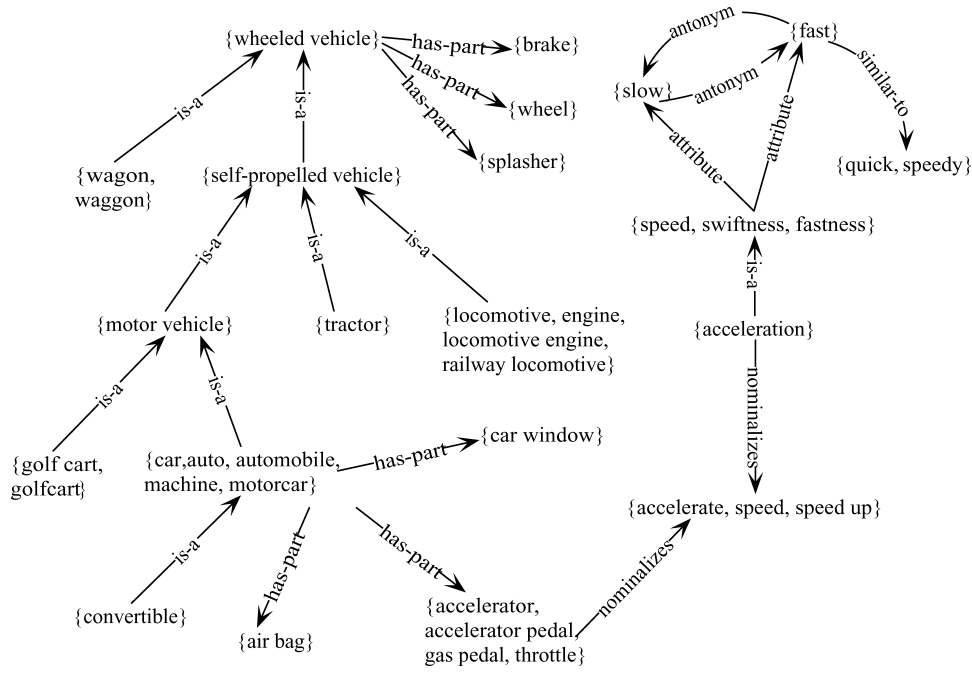 {wheeled vehicle}
has-part
{brake}
has-part
{wheel}
has-part
{splasher}
is-a
is-a
{wagon,
waggon}
{self-propelled vehicle}
is-a
is-a
is-a
{motor vehicle}
{tractor}
{locomotive, engine,
locomotive engine,
railway locomotive}
is-a
is-a
{golf cart,
golfcart}
{car,auto, automobile,
machine, motorcar}
has-part
{car window}
is-a
has-part
has-part
{convertible}
{air bag}
{accelerator,
accelerator pedal,
gas pedal, throttle}
nominalizes
antonym
{fast}
{slow}
antonym
similar-to
attribute
attribute
{quick, speedy}
{speed, swiftness, fastness}
is-a
{acceleration}
nominalizes
{accelerate, speed, speed up}